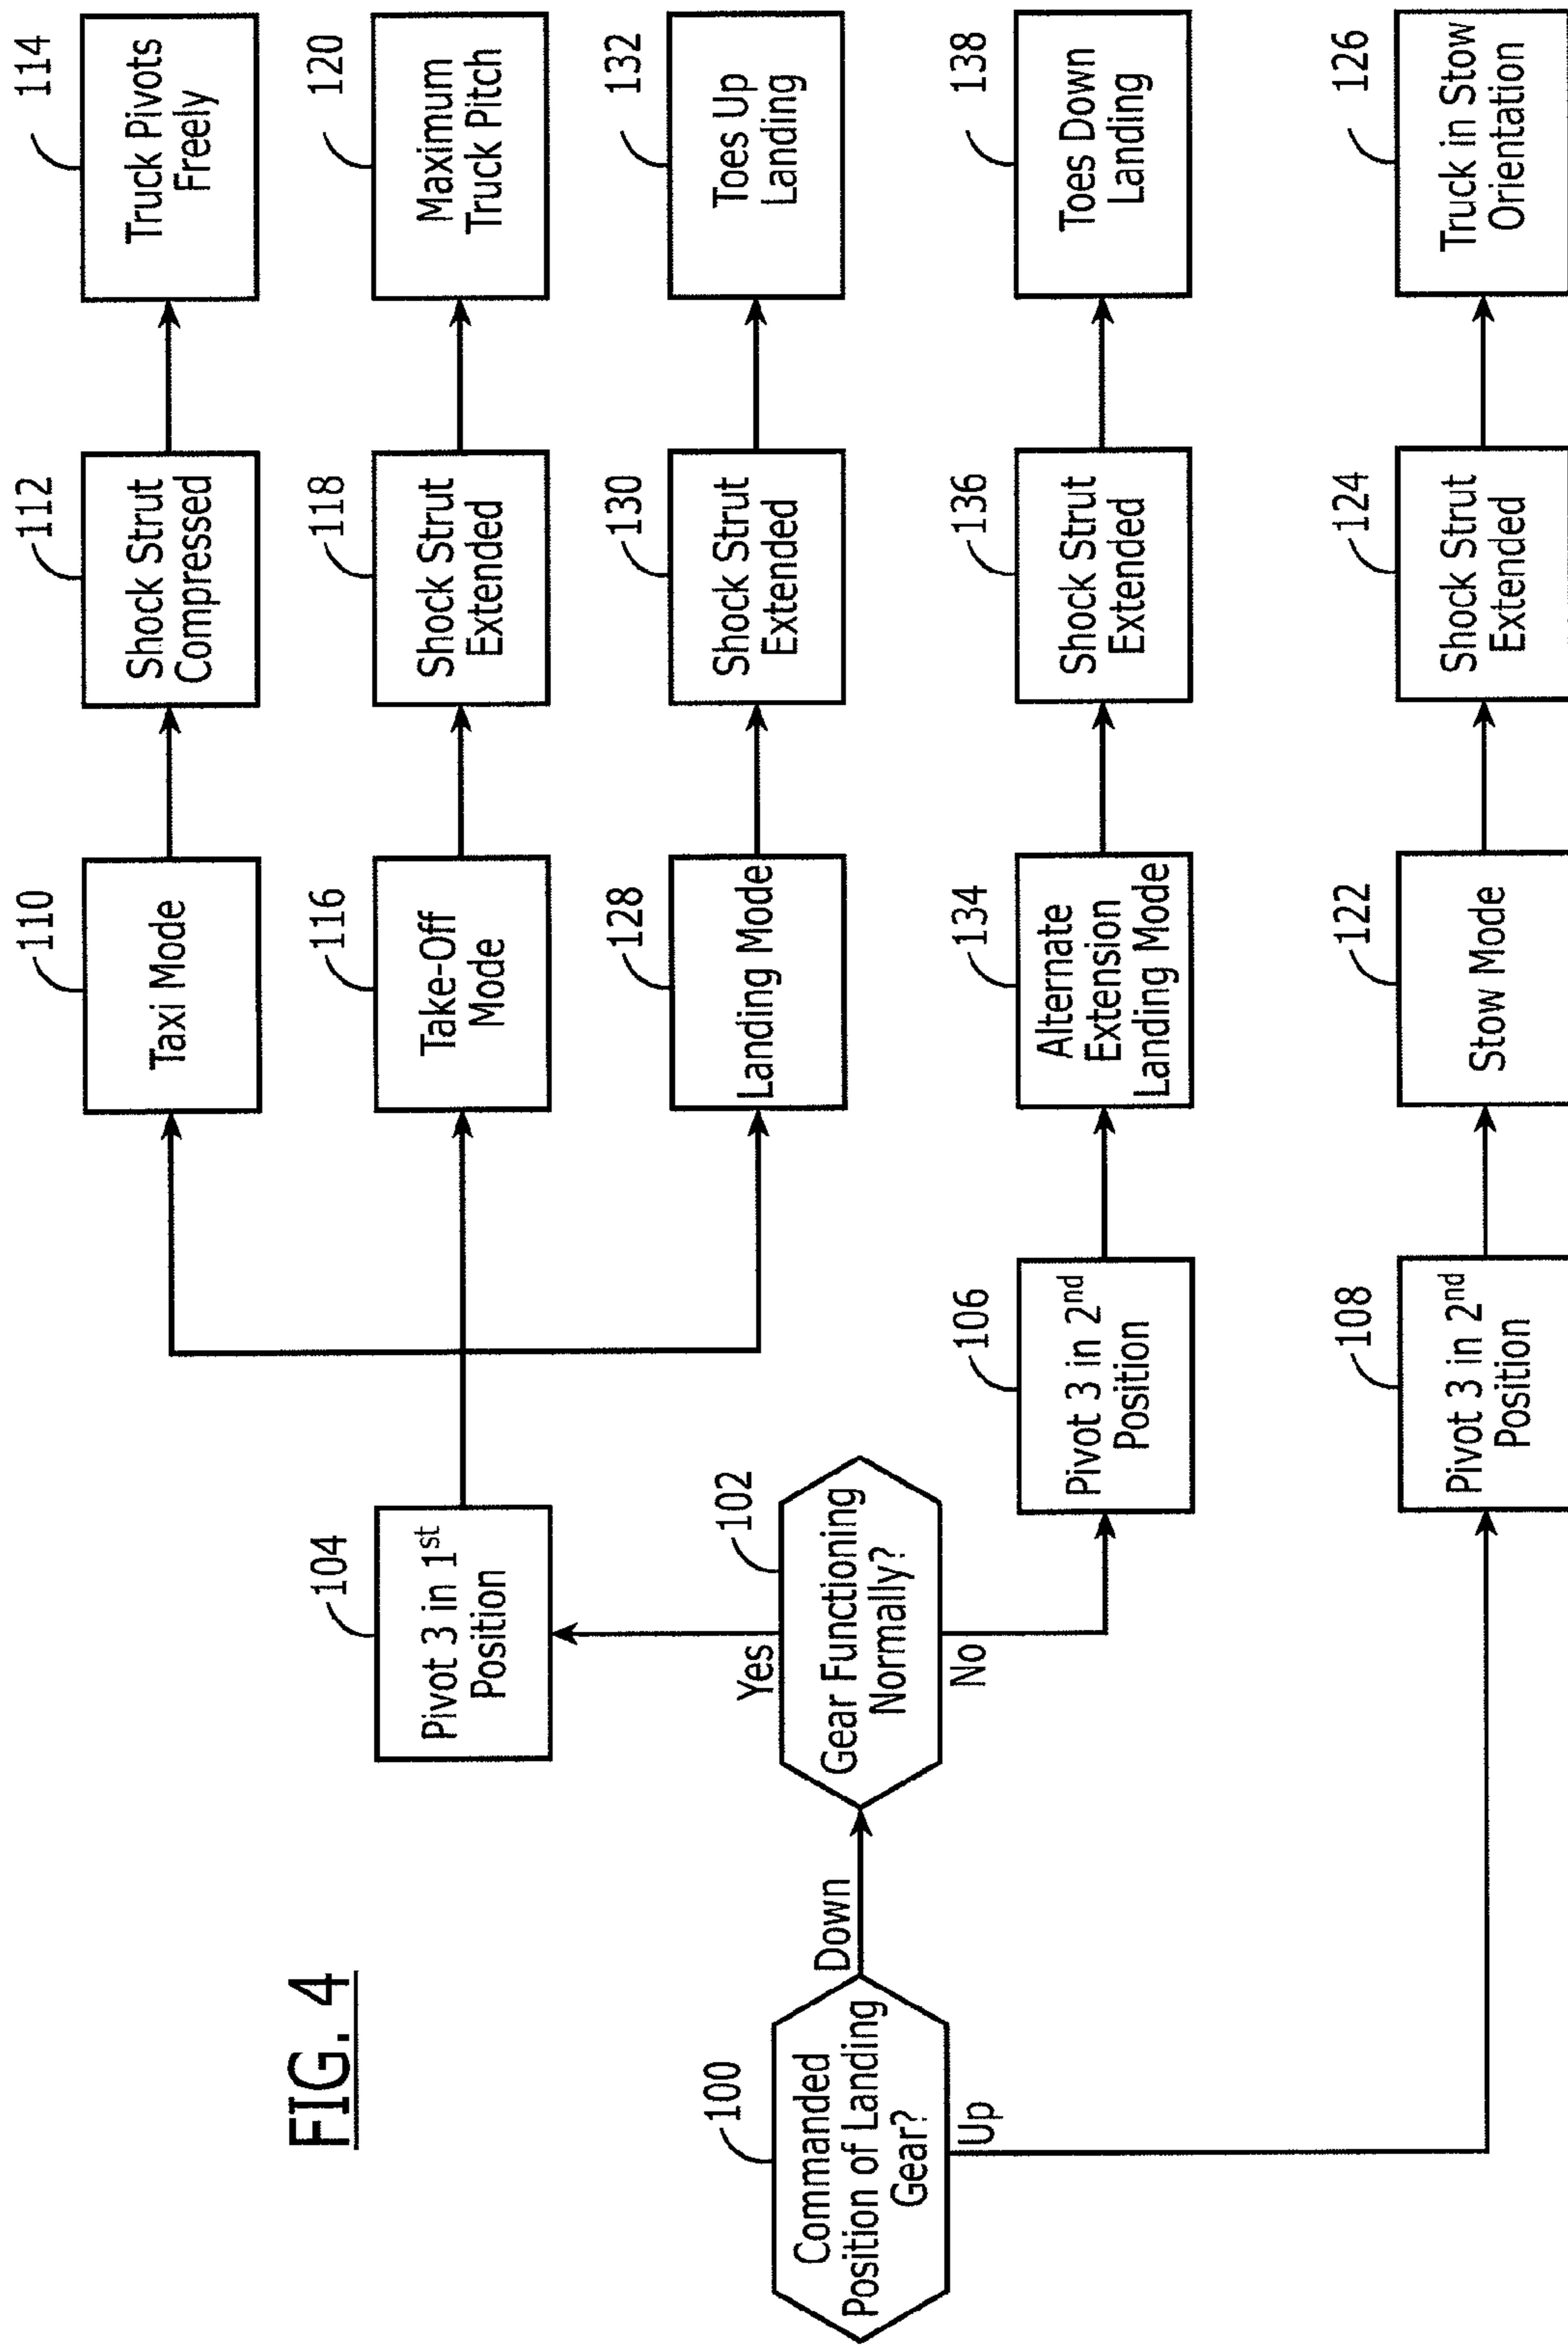 FIG. 4
100
Commanded
Position of Landing
Gear?
Down
Up
102
Gear Functioning
Normally?
Yes
No
104
Pivot 3 in 1st
Position
110
Taxi Mode
112
Shock Strut
Compressed
114
Truck Pivots
Freely
116
Take-Off
Mode
118
Shock Strut
Extended
120
Maximum
Truck Pitch
128
Landing Mode
130
Shock Strut
Extended
132
Toes Up
Landing
106
Pivot 3 in 2nd
Position
134
Alternate
Extension
Landing Mode
136
Shock Strut
Extended
138
Toes Down
Landing
108
Pivot 3 in 2nd
Position
122
Stow Mode
124
Shock Strut
Extended
126
Truck in Stow
Orientation